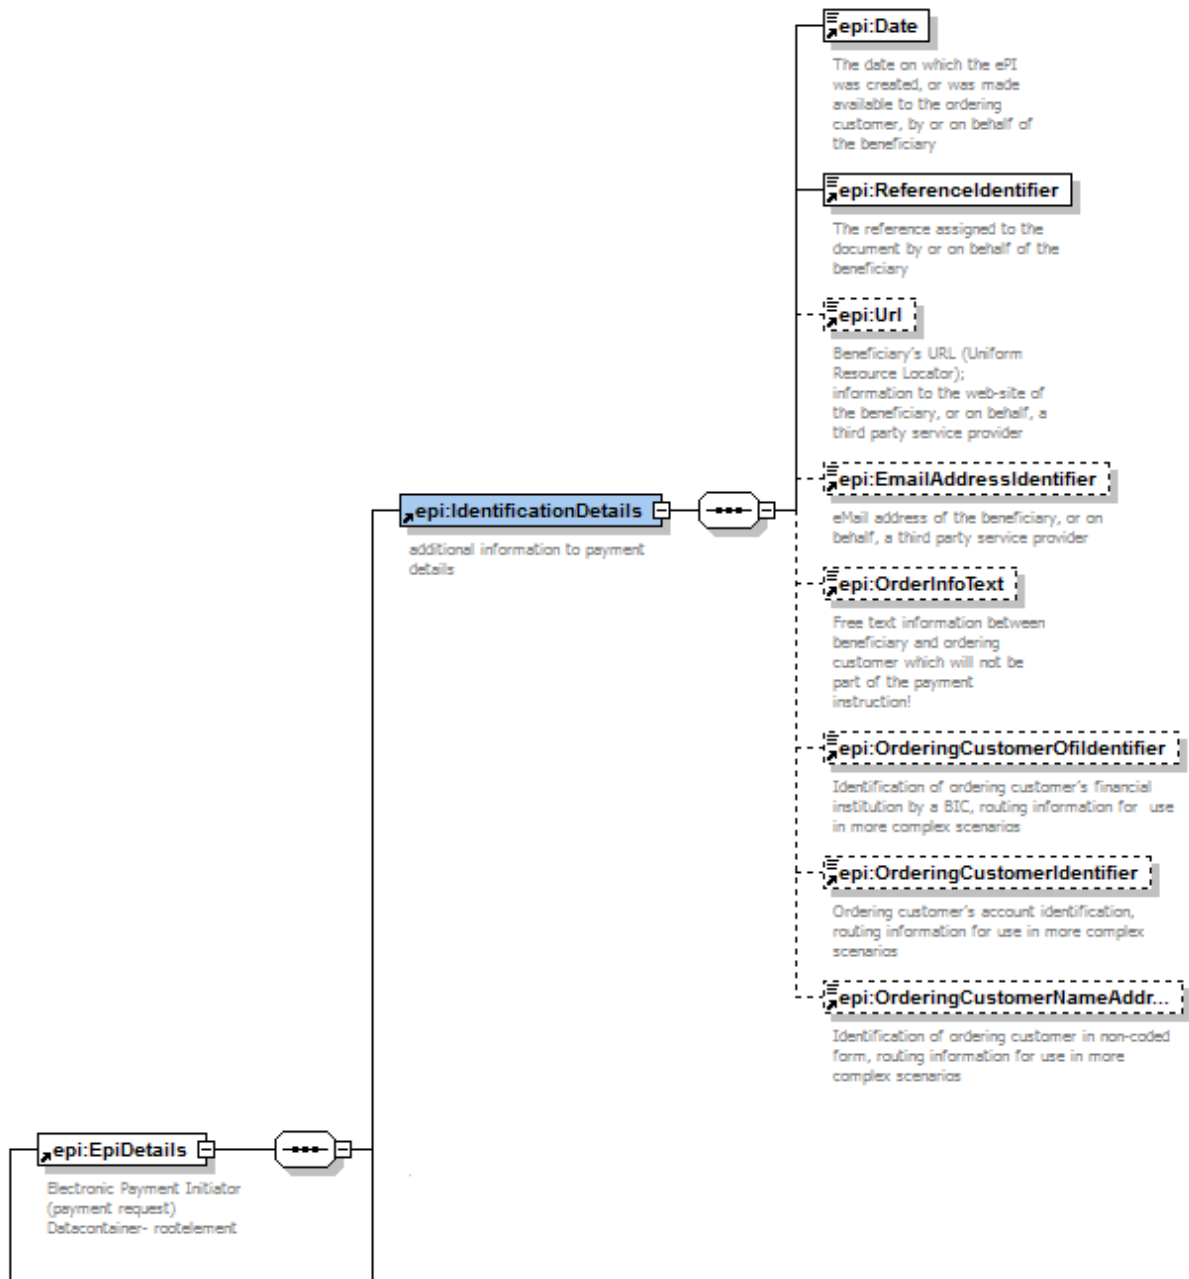 epi:Date
The date on which the ePI
was created, or was made
available to the ordering
customer, by or on behalf of
the beneficiary
epi:ReferenceIdentifier
The reference assigned to the
document by or on behalf of the
beneficiary
epi:Url
Beneficiary's URL (Uniform
Resource Locator);
information to the web-site of
the beneficiary, or on behalf, a
third party service provider
epi:EmailAddressIdentifier
eMail address of the beneficiary, or on
behalf, a third party service provider
epi:IdentificationDetails
additional information to payment
details
epi:OrderInfoText
Free text information between
beneficiary and ordering
customer which will not be
part of the payment
instruction!
epi:OrderingCustomerOfiIdentifier
Identification of ordering customer's financial
institution by a BIC, routing information for use
in more complex scenarios
epi:OrderingCustomerIdentifier
Ordering customer's account identification,
routing information for use in more complex
scenarios
epi:OrderingCustomerNameAddr...
Identification of ordering customer in non-coded
form, routing information for use in more
complex scenarios
epi:EpiDetails
Electronic Payment Initiator
(payment request)
Datacontainer- rootelement